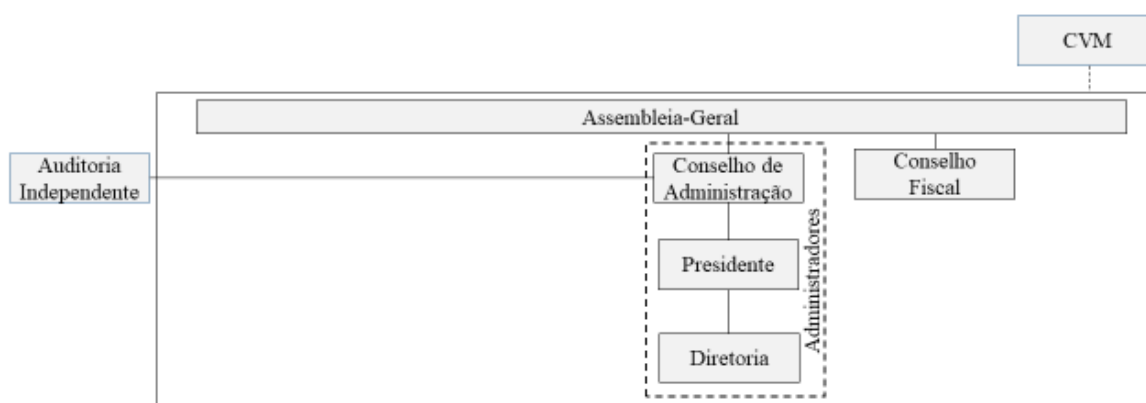 CVM
Assembleia-Geral
Auditoria
Independente
Conselho de
Administração
Conselho
Fiscal
Presidente
Diretoria
Administradores